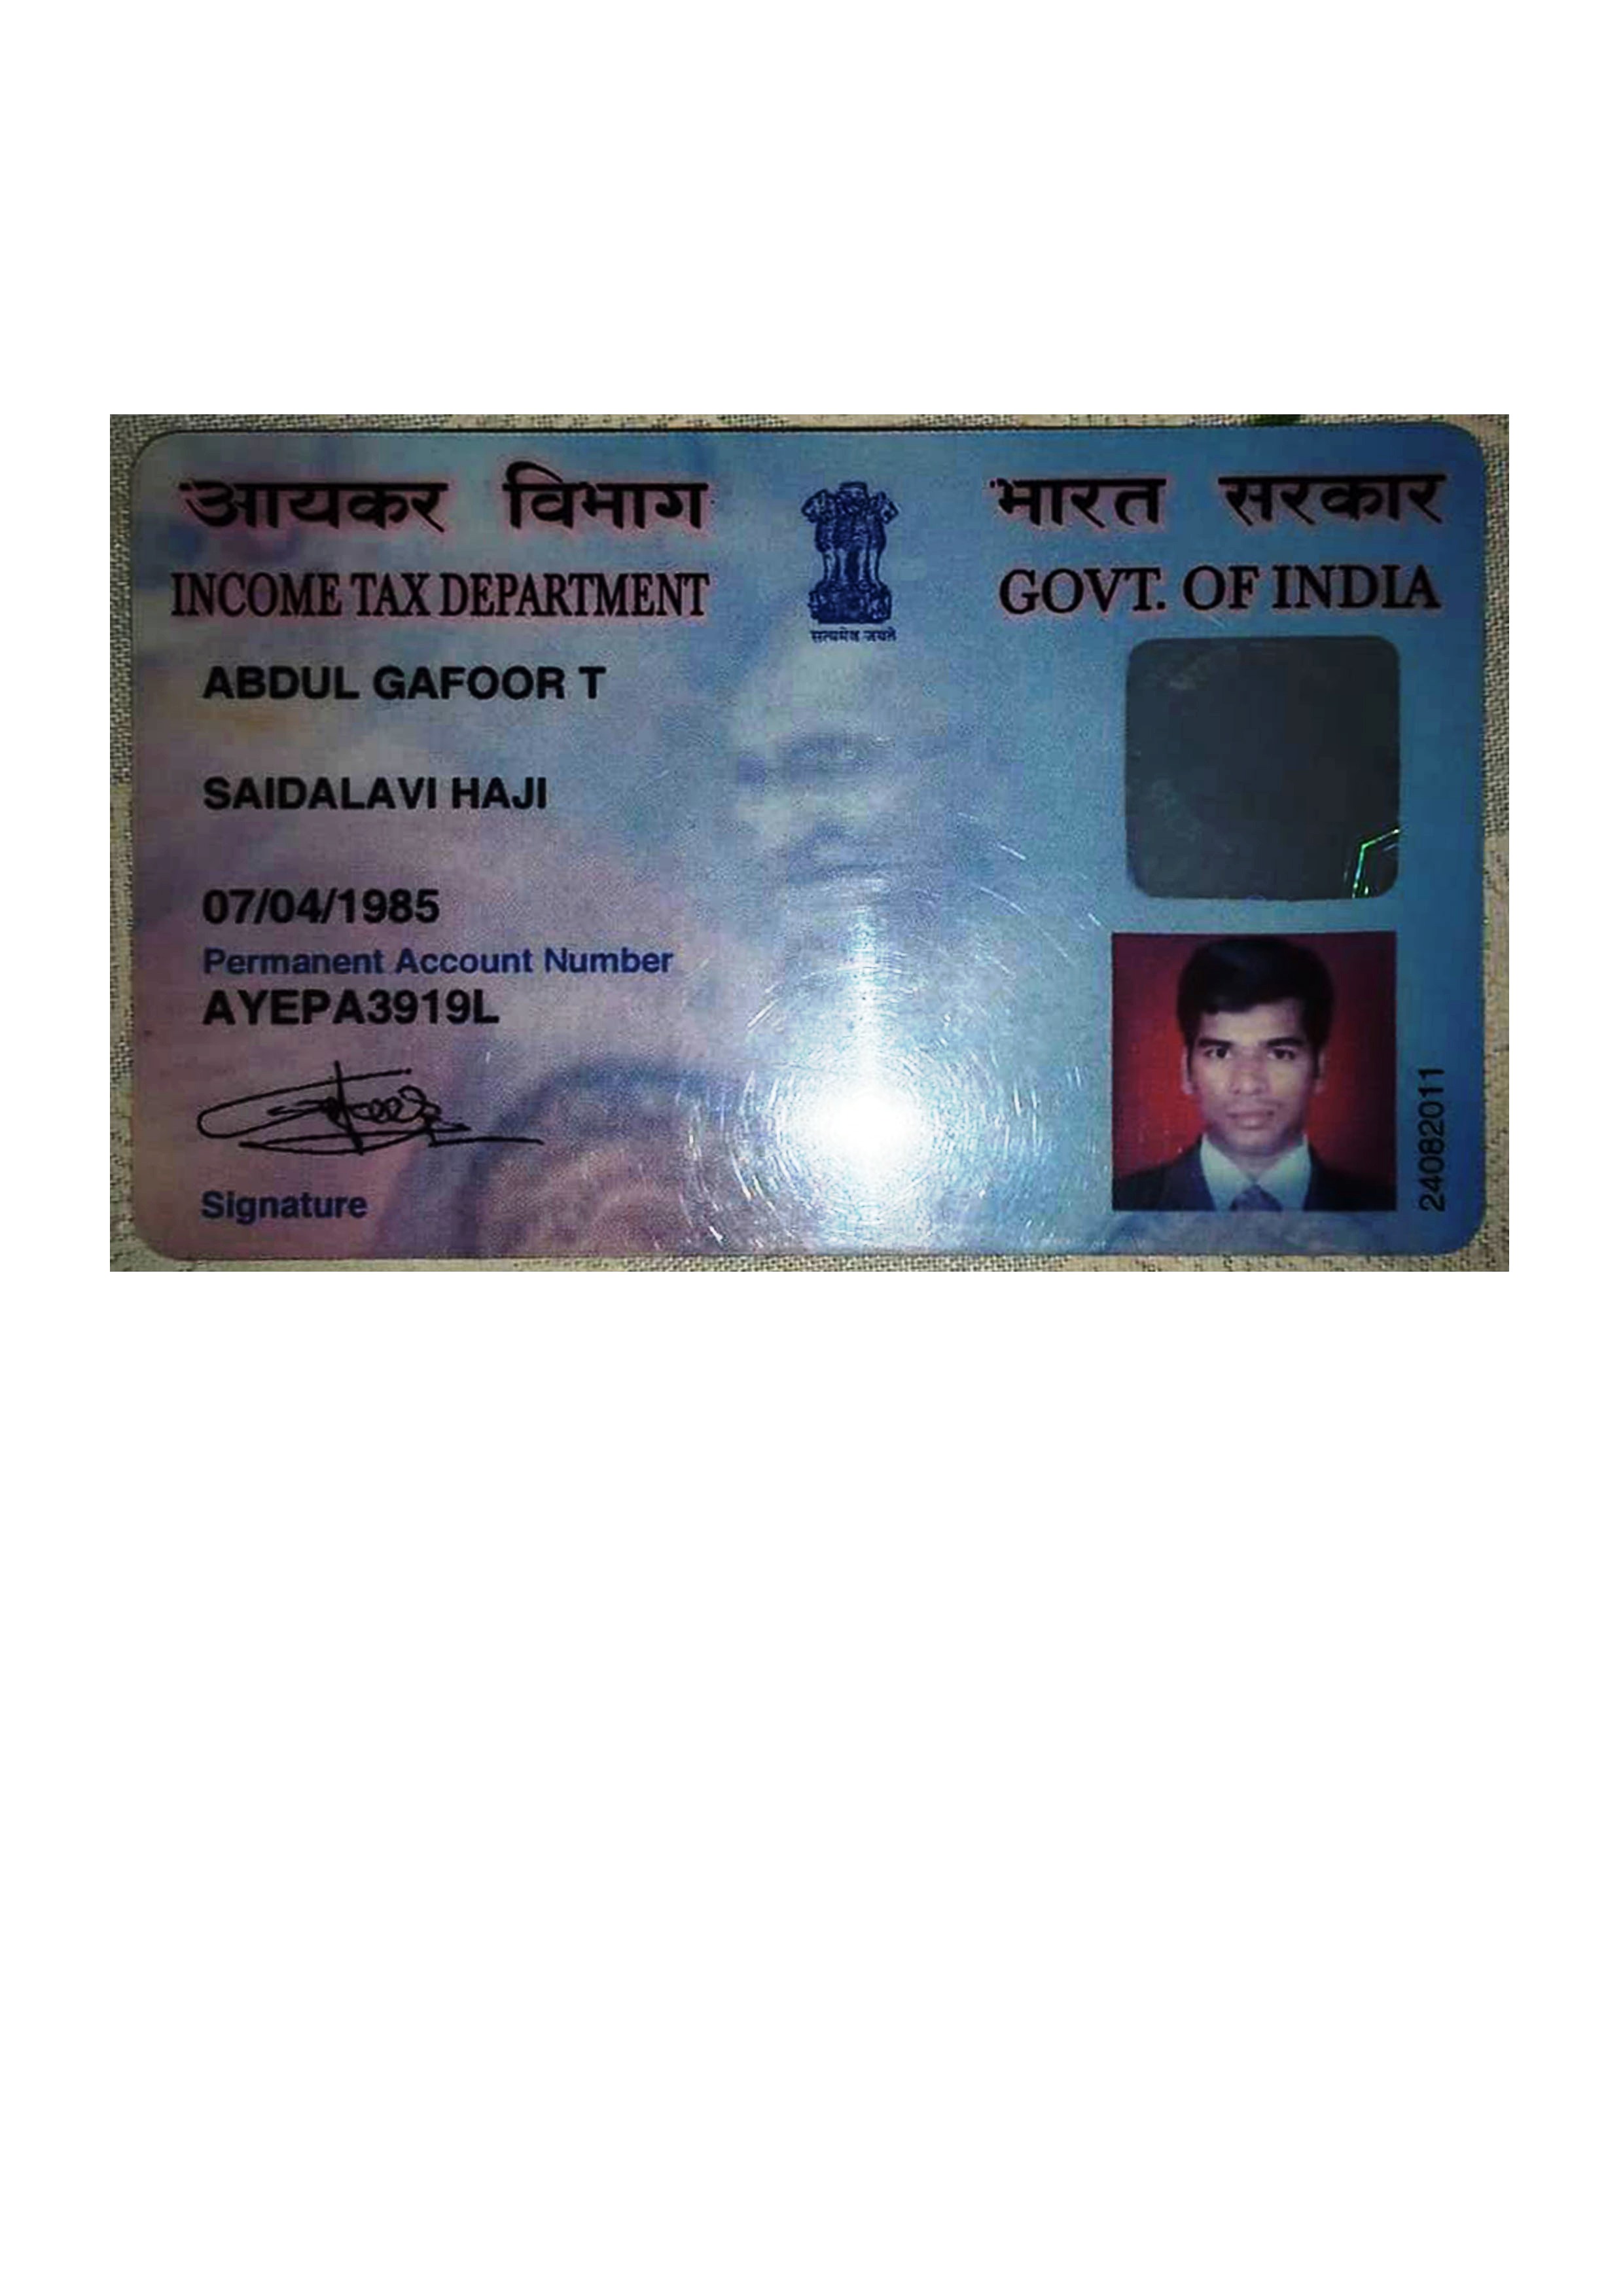 आयकर विभाग
INCOME TAX DEPARTMENT
सत्यमेव जयते
भारत सरकार
GOVT. OF INDIA
ABDUL GAFOOR T
SAIDALAVI HAJI
07/04/1985
Permanent Account Number
AYEPA3919L
Signature
24082011